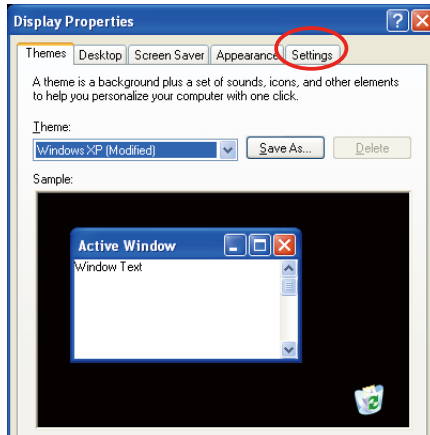 Display Properties
Themes Desktop Screen Saver Appearance Settings
A theme is a background plus a set of sounds, icons, and other elements
to help you personalize your computer with one click.
Theme:
Windows XP (Modified) Save As... Delete
Sample:
Active Window
Window Text